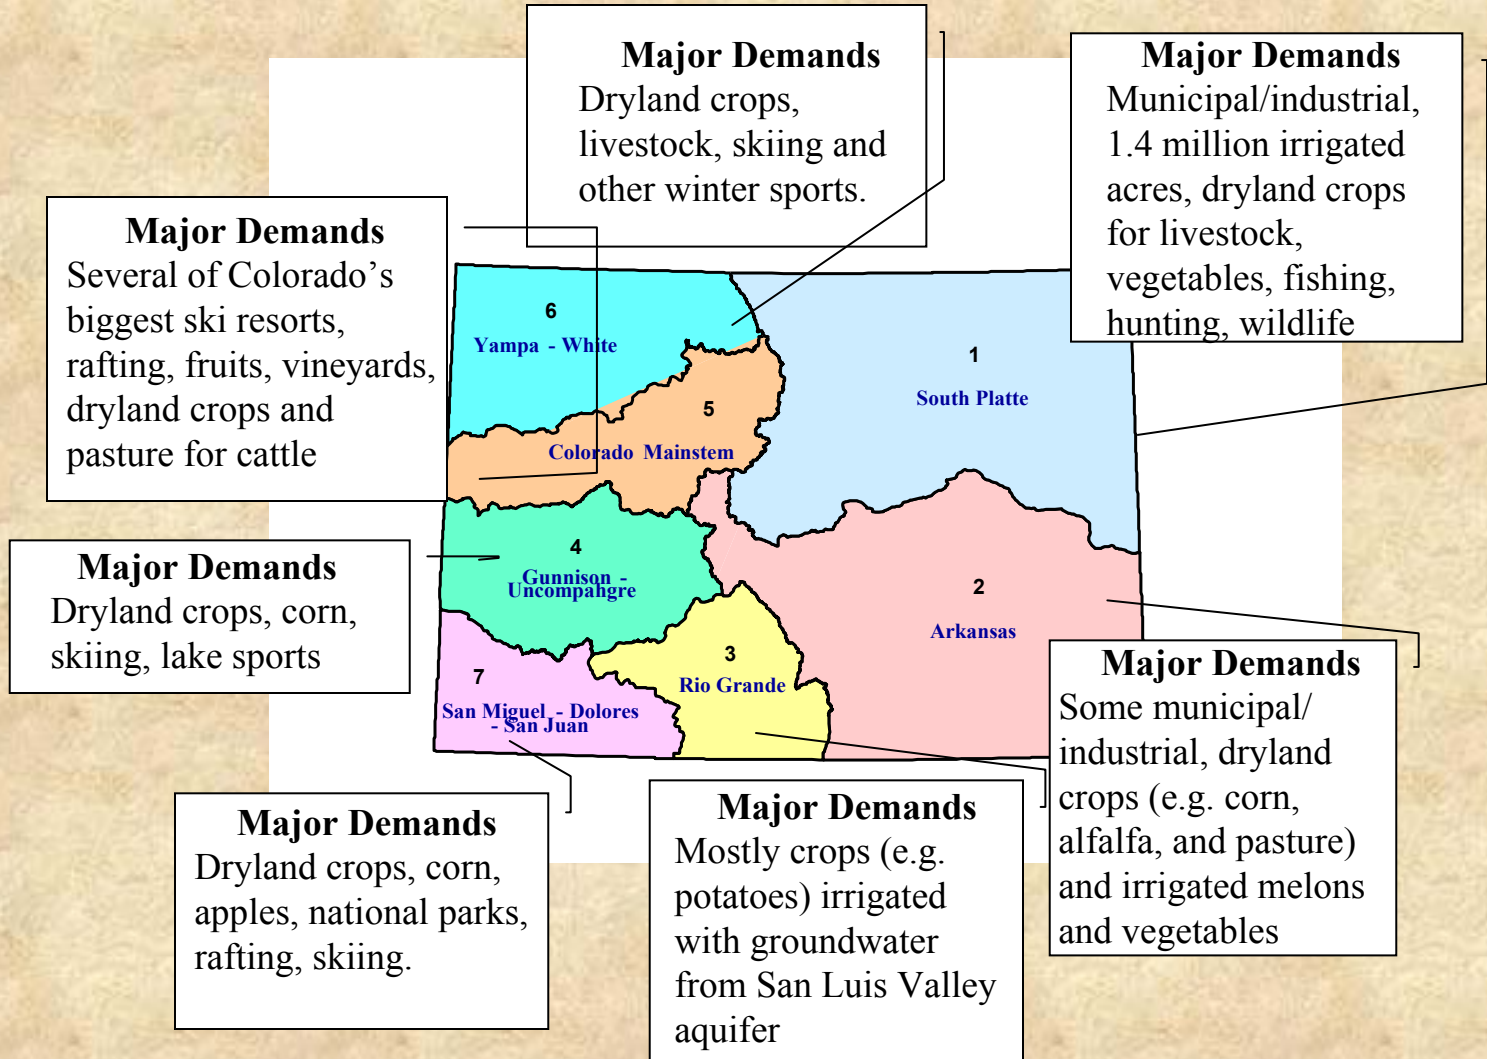 Major Demands
Dryland crops,
livestock, skiing and
other winter sports.
Major Demands
Municipal/industrial,
1.4 million irrigated
acres, dryland crops
for livestock,
vegetables, fishing,
hunting, wildlife
Major Demands
Several of Colorado’s
biggest ski resorts,
rafting, fruits, vineyards,
dryland crops and
pasture for cattle
6
Yampa - White
1
South Platte
5
Colorado Mainstem
4
Gunnison -
Uncompahgre
2
Arkansas
3
Rio Grande
7
San Miguel - Dolores
- San Juan
Major Demands
Dryland crops, corn,
skiing, lake sports
Major Demands
Some municipal/
industrial, dryland
crops (e.g. corn,
alfalfa, and pasture)
and irrigated melons
and vegetables
Major Demands
Dryland crops, corn,
apples, national parks,
rafting, skiing.
Major Demands
Mostly crops (e.g.
potatoes) irrigated
with groundwater
from San Luis Valley
aquifer